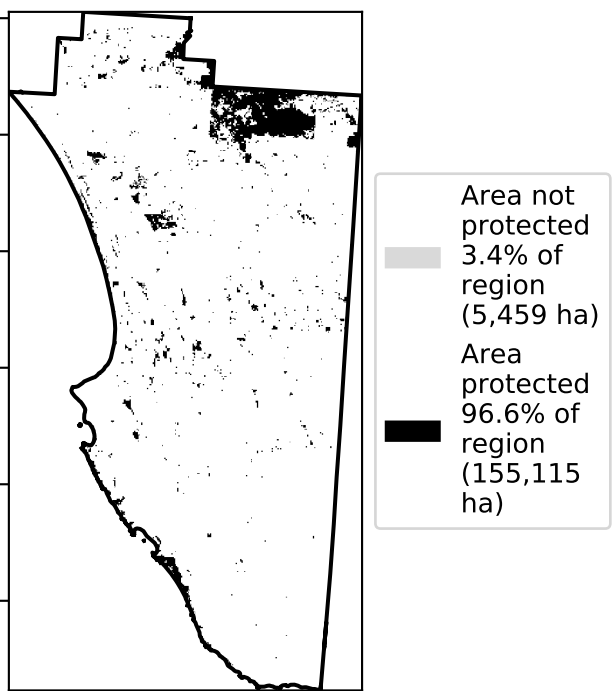 Area not
protected
3.4% of
region
(5,459 ha)
Area
protected
96.6% of
region
(155,115
ha)